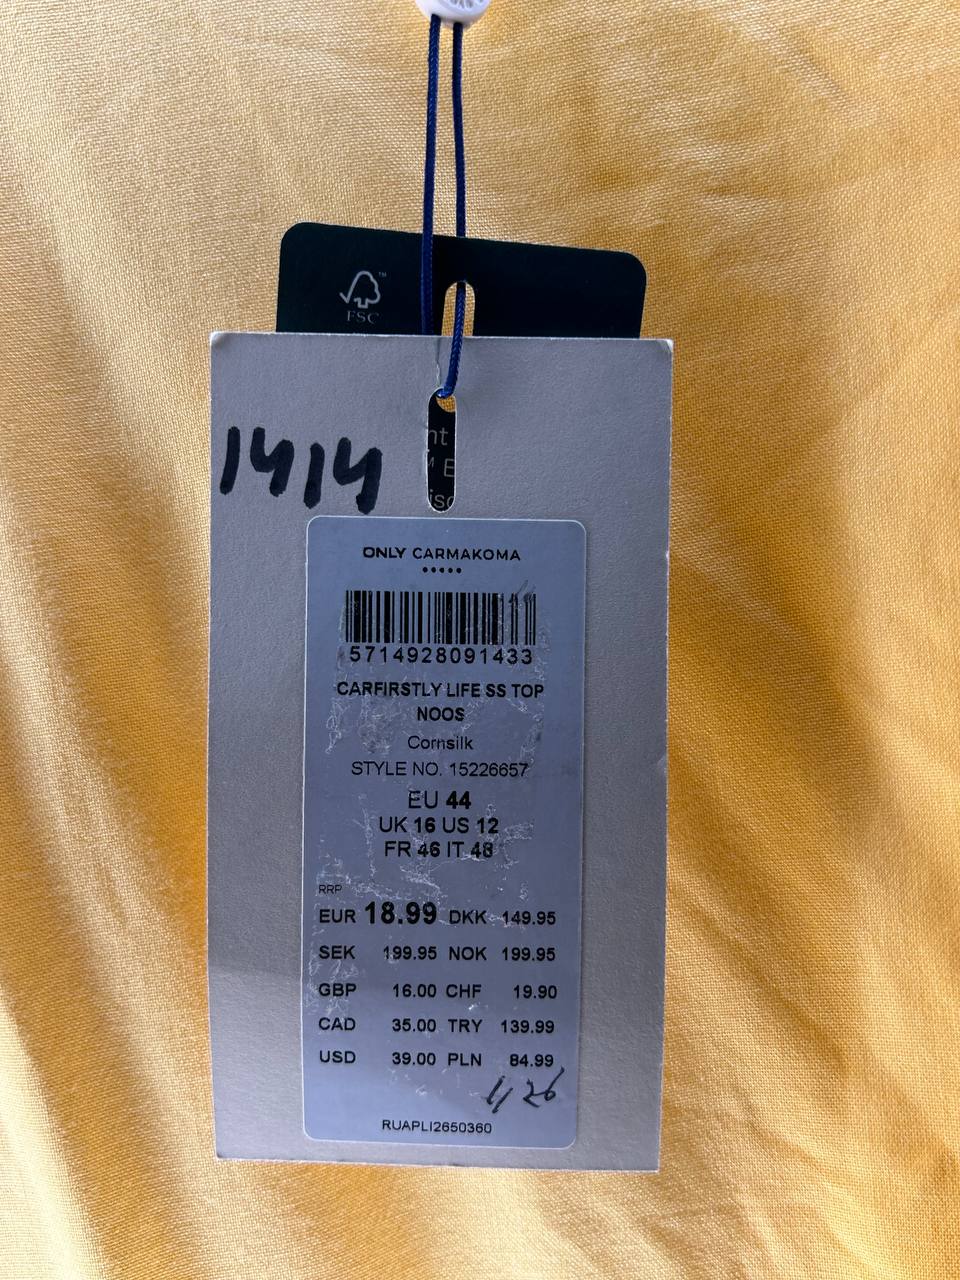 FSC
1414
ONLY CARMAKOMA
5714928091433
CARFIRSTLY LIFE SS TOP
NOOS
Cornsilk
STYLE NO. 15226657
EU 44
UK 16 US 12
FR 46 IT 48
RRP
EUR 18.99 DKK 149.95
SEK 199.95 NOK 199.95
GBP 16.00 CHF 19.90
CAD 35.00 TRY 139.99
USD 39.00 PLN 84.99
RUAPLI2650360